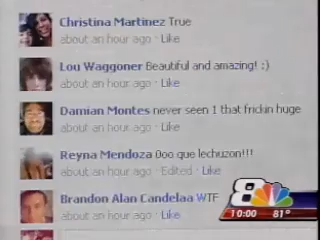 Christina Martinez True
about an hour ago · Like
Lou Waggoner Beautiful and amazing! :)
about an hour ago · Like
Damian Montes never seen 1 that frickin huge
about an hour ago · Like
Reyna Mendoza Ooo que lechuzon!!!
about an hour ago · Edited · Like
Brandon Alan Candelaa WTF
about an hour ago · Like
8
10:00 81°